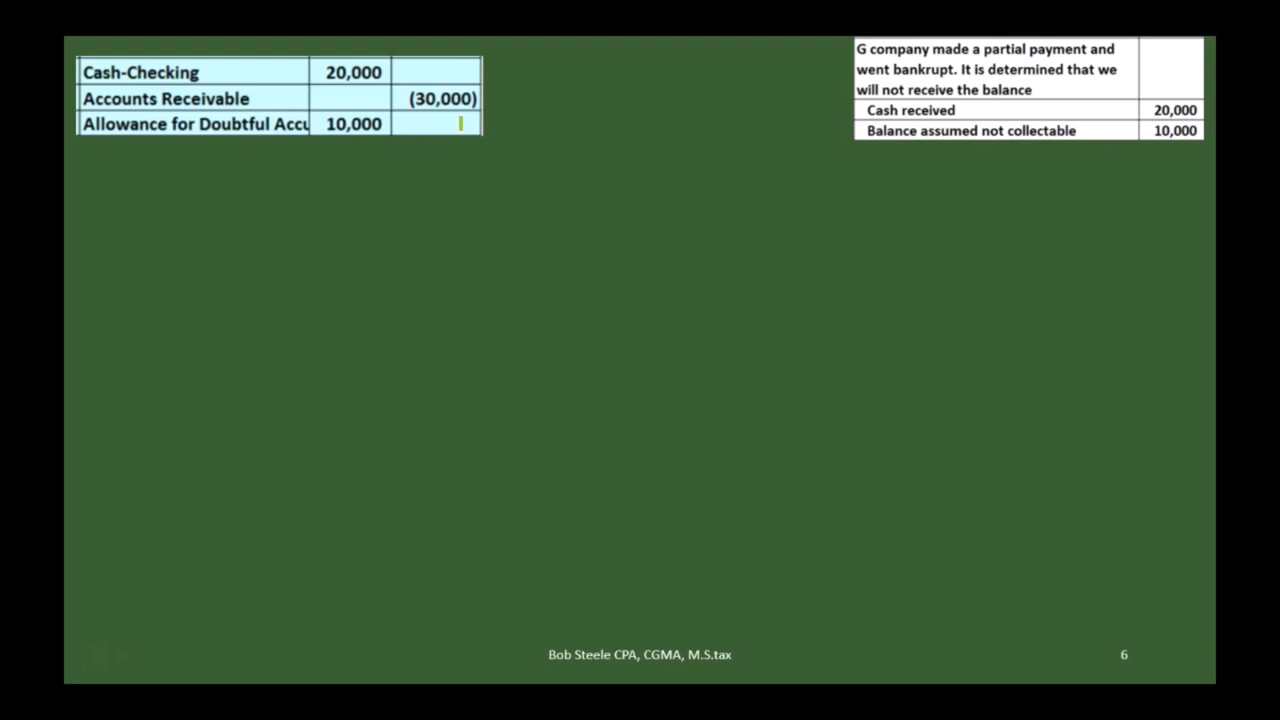 Cash-Checking 20,000
Accounts Receivable (30,000)
Allowance for Doubtful Accu 10,000
G company made a partial payment and
went bankrupt. It is determined that we
will not receive the balance
Cash received 20,000
Balance assumed not collectable 10,000
Bob Steele CPA, CGMA, M.S.tax
6